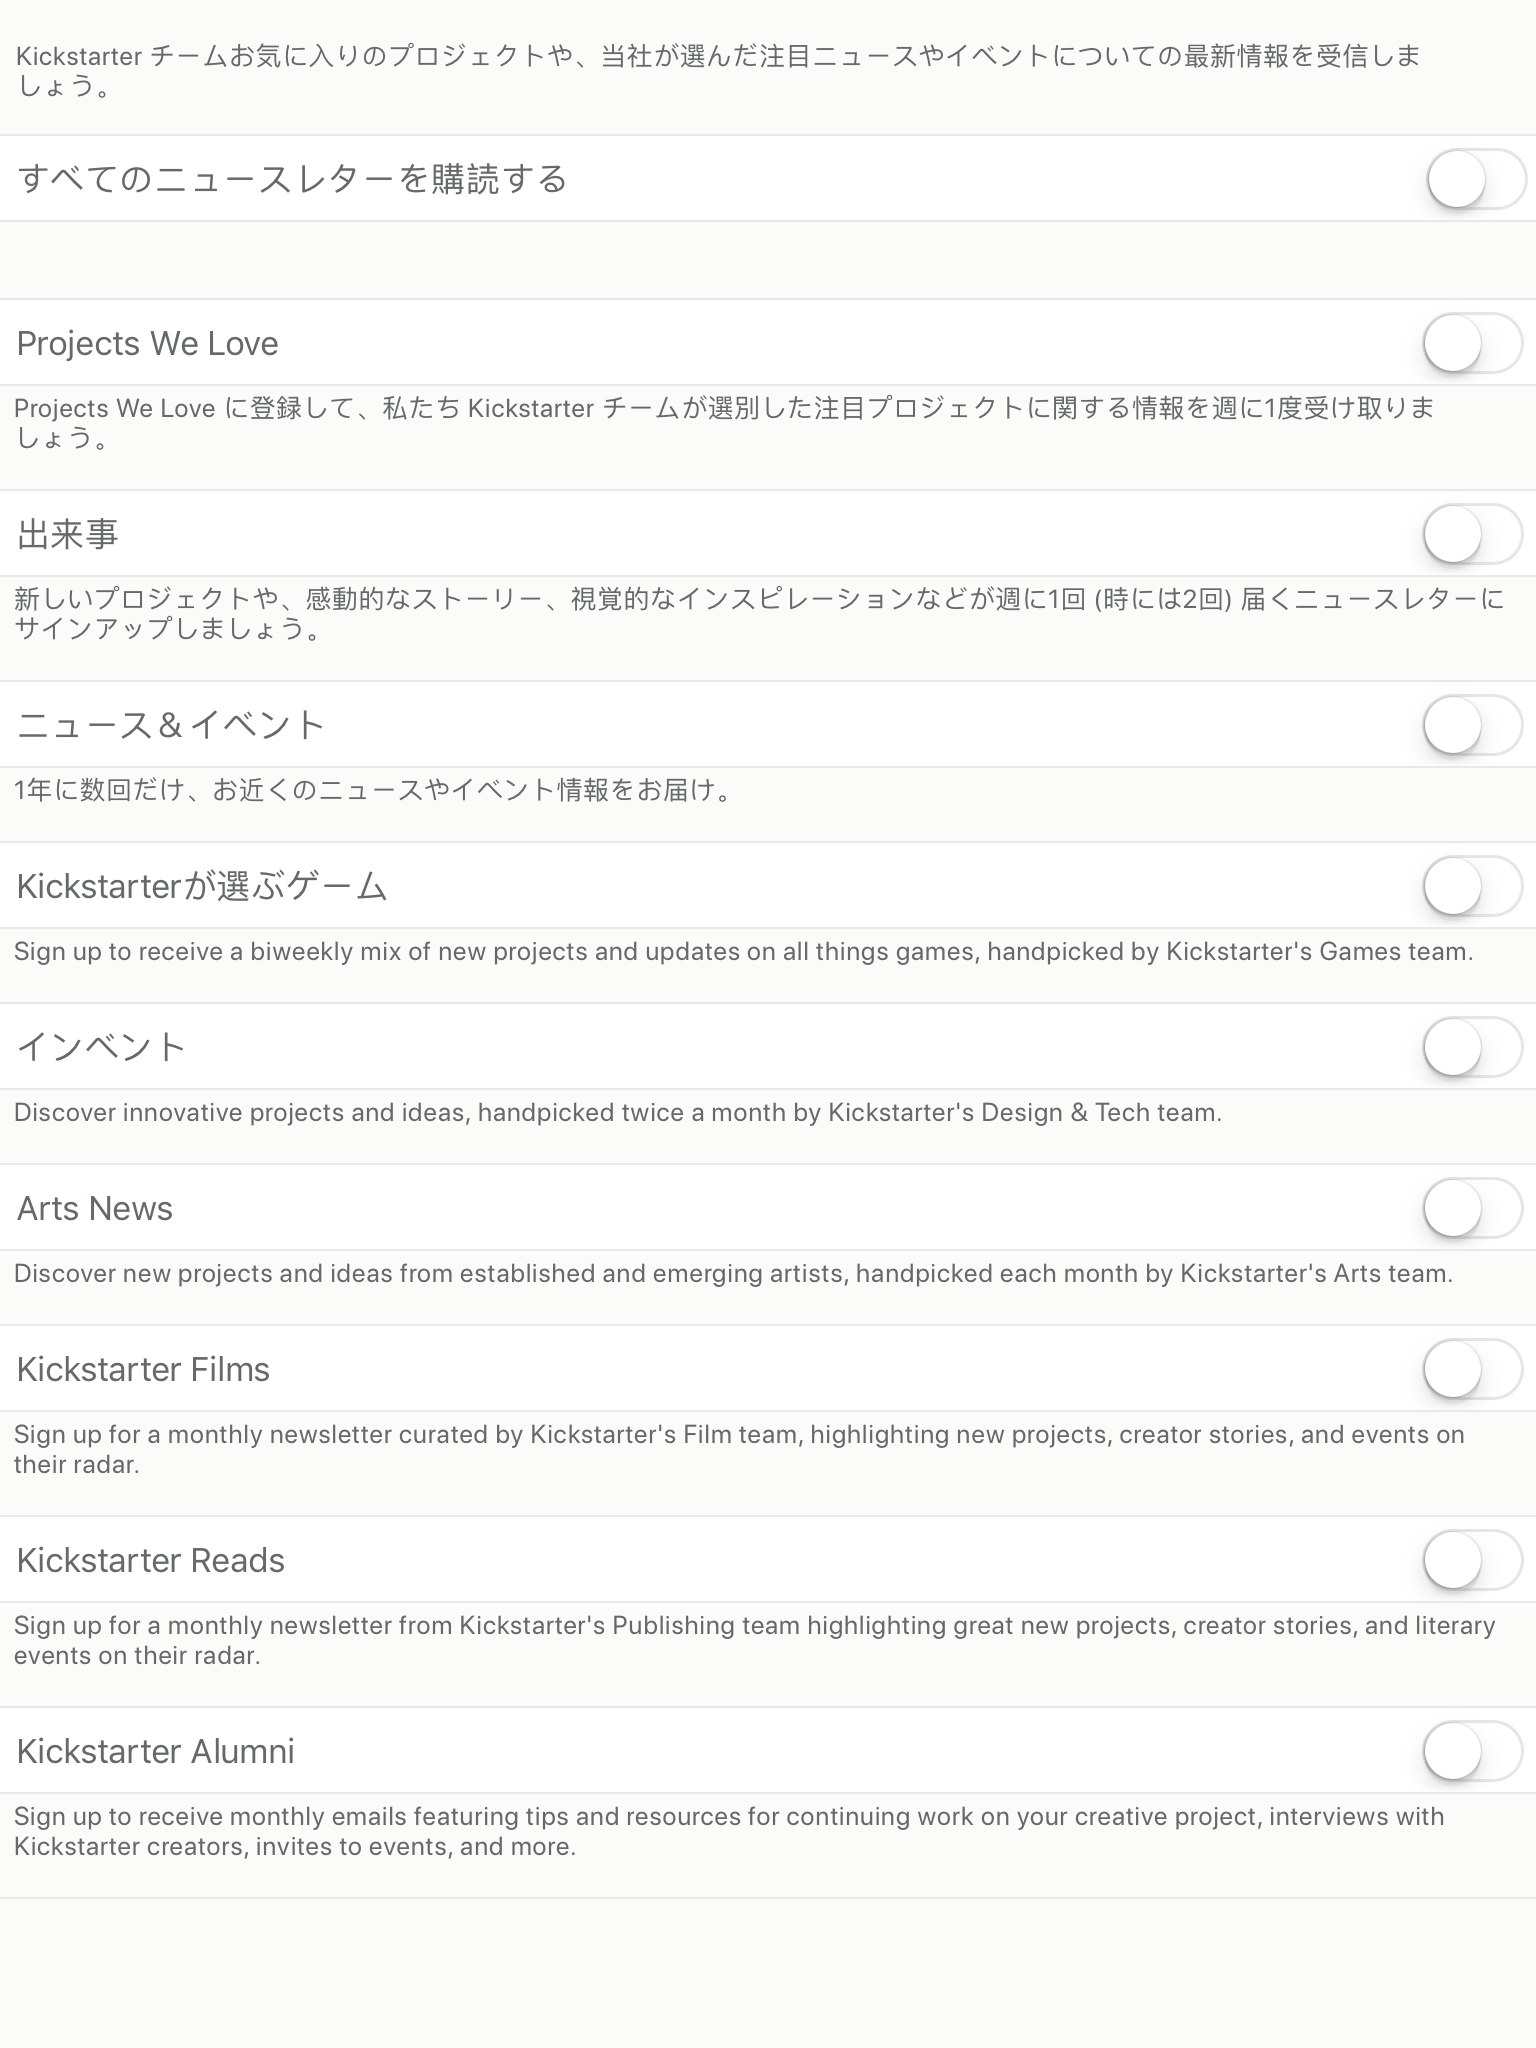 Kickstarter チームお気に入りのプロジェクトや、当社が選んだ注目ニュースやイベントについての最新情報を受信しま
しょう。
すべてのニュースレターを購読する
Projects We Love
Projects We Love に登録して、私たち Kickstarter チームが選別した注目プロジェクトに関する情報を週に1度受け取りま
しょう。
出来事
新しいプロジェクトや、感動的なストーリー、視覚的なインスピレーションなどが週に1回 (時には2回) 届くニュースレターに
サインアップしましょう。
ニュース＆イベント
1年に数回だけ、お近くのニュースやイベント情報をお届け。
Kickstarterが選ぶゲーム
Sign up to receive a biweekly mix of new projects and updates on all things games, handpicked by Kickstarter's Games team.
インベント
Discover innovative projects and ideas, handpicked twice a month by Kickstarter's Design & Tech team.
Arts News
Discover new projects and ideas from established and emerging artists, handpicked each month by Kickstarter's Arts team.
Kickstarter Films
Sign up for a monthly newsletter curated by Kickstarter's Film team, highlighting new projects, creator stories, and events on
their radar.
Kickstarter Reads
Sign up for a monthly newsletter from Kickstarter's Publishing team highlighting great new projects, creator stories, and literary
events on their radar.
Kickstarter Alumni
Sign up to receive monthly emails featuring tips and resources for continuing work on your creative project, interviews with
Kickstarter creators, invites to events, and more.